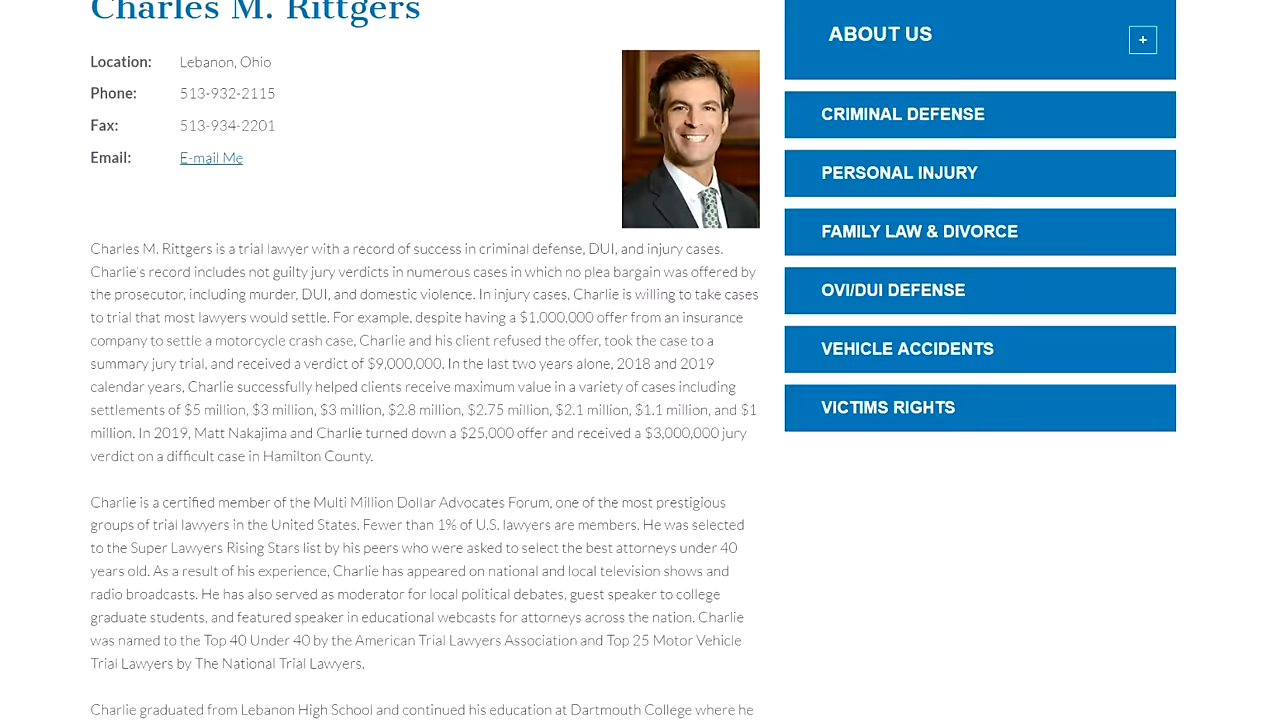 Charles M. Rittgers
Location: Lebanon, Ohio
Phone: 513-932-2115
Fax: 513-934-2201
Email: E-mail Me
Charles M. Rittgers is a trial lawyer with a record of success in criminal defense, DUI, and injury cases.
Charlie's record includes not guilty jury verdicts in numerous cases in which no plea bargain was offered by
the prosecutor, including murder, DUI, and domestic violence. In injury cases, Charlie is willing to take cases
to trial that most lawyers would settle. For example, despite having a $1,000,000 offer from an insurance
company to settle a motorcycle crash case, Charlie and his client refused the offer, took the case to a
summary jury trial, and received a verdict of $9,000,000. In the last two years alone, 2018 and 2019
calendar years, Charlie successfully helped clients receive maximum value in a variety of cases including
settlements of $5 million, $3 million, $3 million, $2.8 million, $2.75 million, $2.1 million, $1.1 million, and $1
million. In 2019, Matt Nakajima and Charlie turned down a $25,000 offer and received a $3,000,000 jury
verdict on a difficult case in Hamilton County.
Charlie is a certified member of the Multi Million Dollar Advocates Forum, one of the most prestigious
groups of trial lawyers in the United States. Fewer than 1% of U.S. lawyers are members. He was selected
to the Super Lawyers Rising Stars list by his peers who were asked to select the best attorneys under 40
years old. As a result of his experience, Charlie has appeared on national and local television shows and
radio broadcasts. He has also served as moderator for local political debates, guest speaker to college
graduate students, and featured speaker in educational webcasts for attorneys across the nation. Charlie
was named to the Top 40 Under 40 by the American Trial Lawyers Association and Top 25 Motor Vehicle
Trial Lawyers by The National Trial Lawyers.
Charlie graduated from Lebanon High School and continued his education at Dartmouth College where he
ABOUT US
+
CRIMINAL DEFENSE
PERSONAL INJURY
FAMILY LAW & DIVORCE
OVI/DUI DEFENSE
VEHICLE ACCIDENTS
VICTIMS RIGHTS